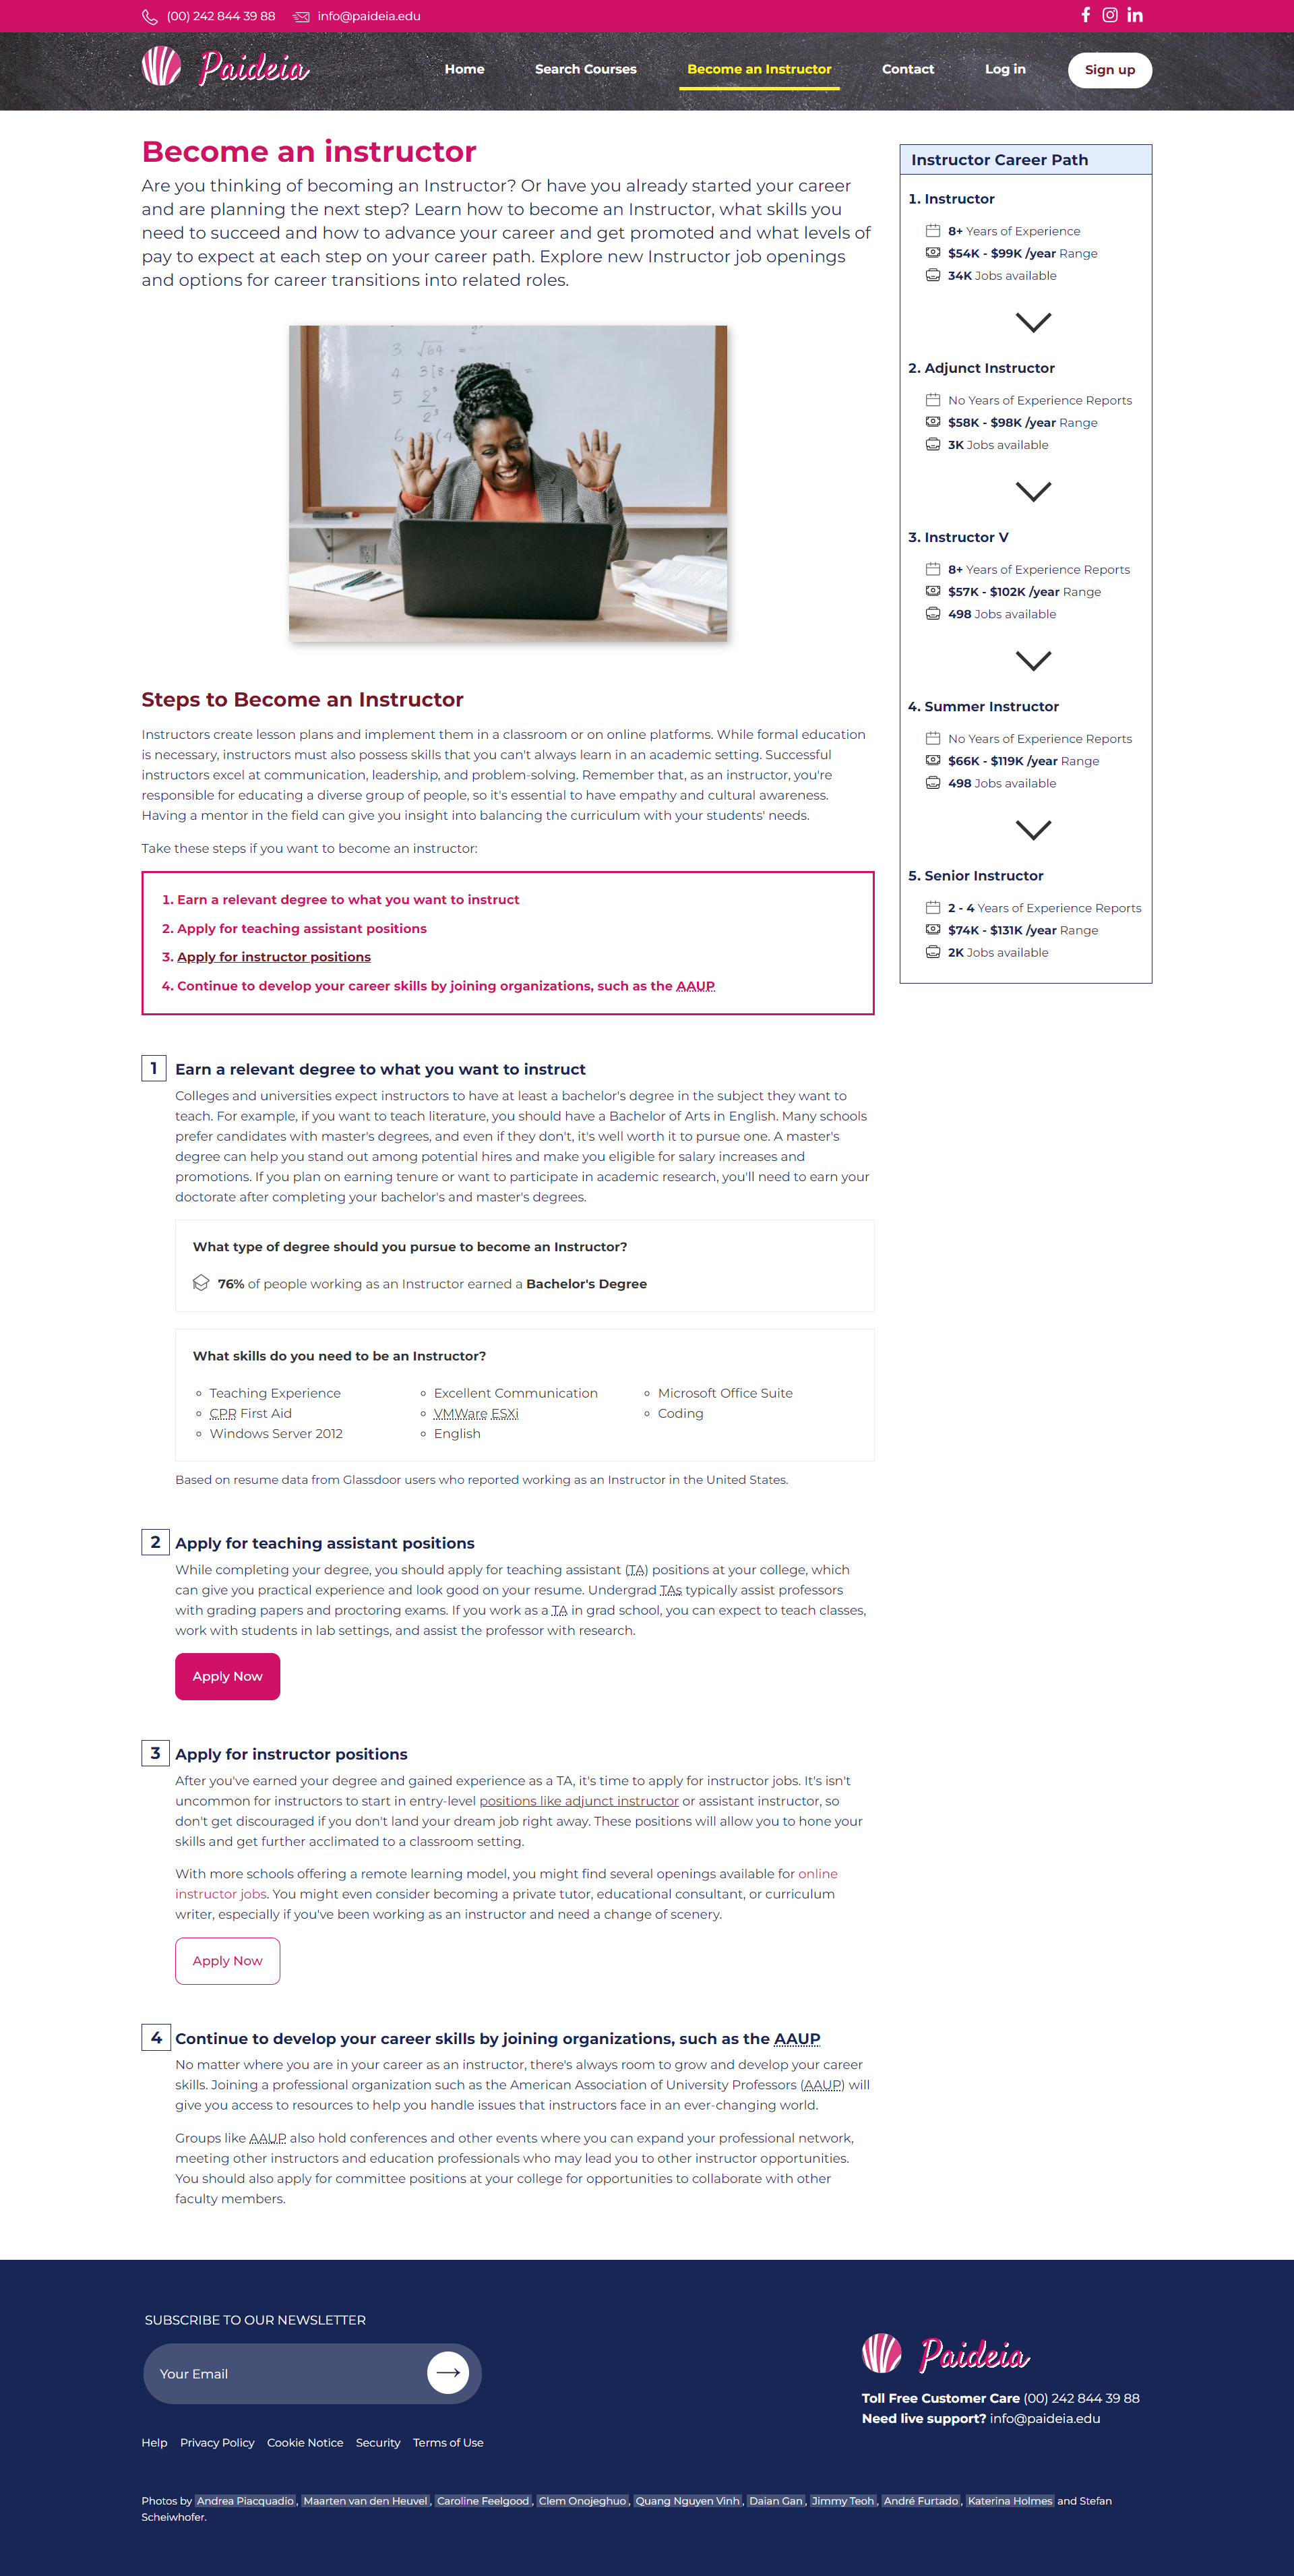 (00) 242 844 39 88 info@paideia.edu
Paideia
Home Search Courses Become an Instructor Contact Log in Sign up
Become an instructor
Are you thinking of becoming an Instructor? Or have you already started your career
and are planning the next step? Learn how to become an Instructor, what skills you
need to succeed and how to advance your career and get promoted and what levels of
pay to expect at each step on your career path. Explore new Instructor job openings
and options for career transitions into related roles.
Steps to Become an Instructor
Instructors create lesson plans and implement them in a classroom or on online platforms. While formal education
is necessary, instructors must also possess skills that you can't always learn in an academic setting. Successful
instructors excel at communication, leadership, and problem-solving. Remember that, as an instructor, you're
responsible for educating a diverse group of people, so it's essential to have empathy and cultural awareness.
Having a mentor in the field can give you insight into balancing the curriculum with your students' needs.
Take these steps if you want to become an instructor:
1. Earn a relevant degree to what you want to instruct
2. Apply for teaching assistant positions
3. Apply for instructor positions
4. Continue to develop your career skills by joining organizations, such as the AAUP
1 Earn a relevant degree to what you want to instruct
Colleges and universities expect instructors to have at least a bachelor's degree in the subject they want to
teach. For example, if you want to teach literature, you should have a Bachelor of Arts in English. Many schools
prefer candidates with master's degrees, and even if they don't, it's well worth it to pursue one. A master's
degree can help you stand out among potential hires and make you eligible for salary increases and
promotions. If you plan on earning tenure or want to participate in academic research, you'll need to earn your
doctorate after completing your bachelor's and master's degrees.
What type of degree should you pursue to become an Instructor?
76% of people working as an Instructor earned a Bachelor's Degree
What skills do you need to be an Instructor?
Teaching Experience
CPR First Aid
Windows Server 2012
Excellent Communication
VMWare ESXi
English
Microsoft Office Suite
Coding
Based on resume data from Glassdoor users who reported working as an Instructor in the United States.
2 Apply for teaching assistant positions
While completing your degree, you should apply for teaching assistant (TA) positions at your college, which
can give you practical experience and look good on your resume. Undergrad TAs typically assist professors
with grading papers and proctoring exams. If you work as a TA in grad school, you can expect to teach classes,
work with students in lab settings, and assist the professor with research.
Apply Now
3 Apply for instructor positions
After you've earned your degree and gained experience as a TA, it's time to apply for instructor jobs. It's isn't
uncommon for instructors to start in entry-level positions like adjunct instructor or assistant instructor, so
don't get discouraged if you don't land your dream job right away. These positions will allow you to hone your
skills and get further acclimated to a classroom setting.
With more schools offering a remote learning model, you might find several openings available for online
instructor jobs. You might even consider becoming a private tutor, educational consultant, or curriculum
writer, especially if you've been working as an instructor and need a change of scenery.
Apply Now
4 Continue to develop your career skills by joining organizations, such as the AAUP
No matter where you are in your career as an instructor, there's always room to grow and develop your career
skills. Joining a professional organization such as the American Association of University Professors (AAUP) will
give you access to resources to help you handle issues that instructors face in an ever-changing world.
Groups like AAUP also hold conferences and other events where you can expand your professional network,
meeting other instructors and education professionals who may lead you to other instructor opportunities.
You should also apply for committee positions at your college for opportunities to collaborate with other
faculty members.
Instructor Career Path
1. Instructor
8+ Years of Experience
$54K - $99K /year Range
34K Jobs available
2. Adjunct Instructor
No Years of Experience Reports
$58K - $98K /year Range
3K Jobs available
3. Instructor V
8+ Years of Experience Reports
$57K - $102K /year Range
498 Jobs available
4. Summer Instructor
No Years of Experience Reports
$66K - $119K /year Range
498 Jobs available
5. Senior Instructor
2 - 4 Years of Experience Reports
$74K - $131K /year Range
2K Jobs available
SUBSCRIBE TO OUR NEWSLETTER
Your Email
Help Privacy Policy Cookie Notice Security Terms of Use
Paideia
Toll Free Customer Care (00) 242 844 39 88
Need live support? info@paideia.edu
Photos by Andrea Piacquadio, Maarten van den Heuvel, Caroline Feelgood, Clem Onojeghuo, Quang Nguyen Vinh, Daian Gan, Jimmy Teoh, André Furtado, Katerina Holmes and Stefan
Scheiwhofer.